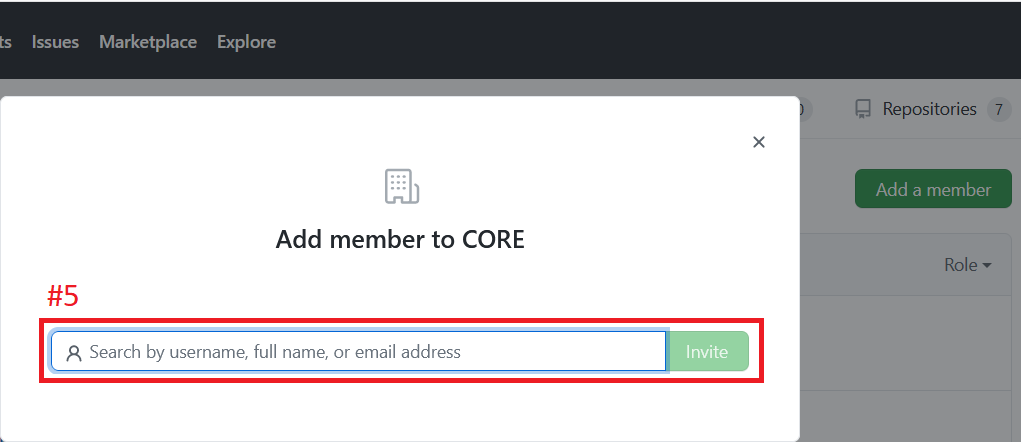 ts Issues Marketplace Explore
0 Repositories 7
Add a member
Add member to CORE
Role
#5
Search by username, full name, or email address Invite